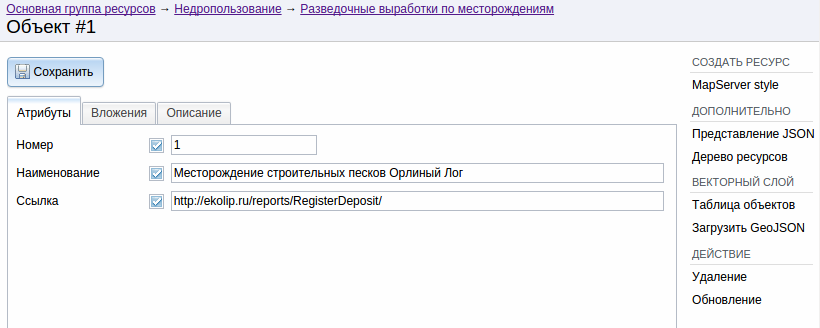 Основная группа ресурсов → Недропользование → Разведочные выработки по месторождениям
Объект #1
Сохранить
Атрибуты Вложения Описание
Номер 1
Наименование Месторождение строительных песков Орлиный Лог
Ссылка http://ekolip.ru/reports/RegisterDeposit/
СОЗДАТЬ РЕСУРС
MapServer style
ДОПОЛНИТЕЛЬНО
Представление JSON
Дерево ресурсов
ВЕКТОРНЫЙ СЛОЙ
Таблица объектов
Загрузить GeoJSON
ДЕЙСТВИЕ
Удаление
Обновление